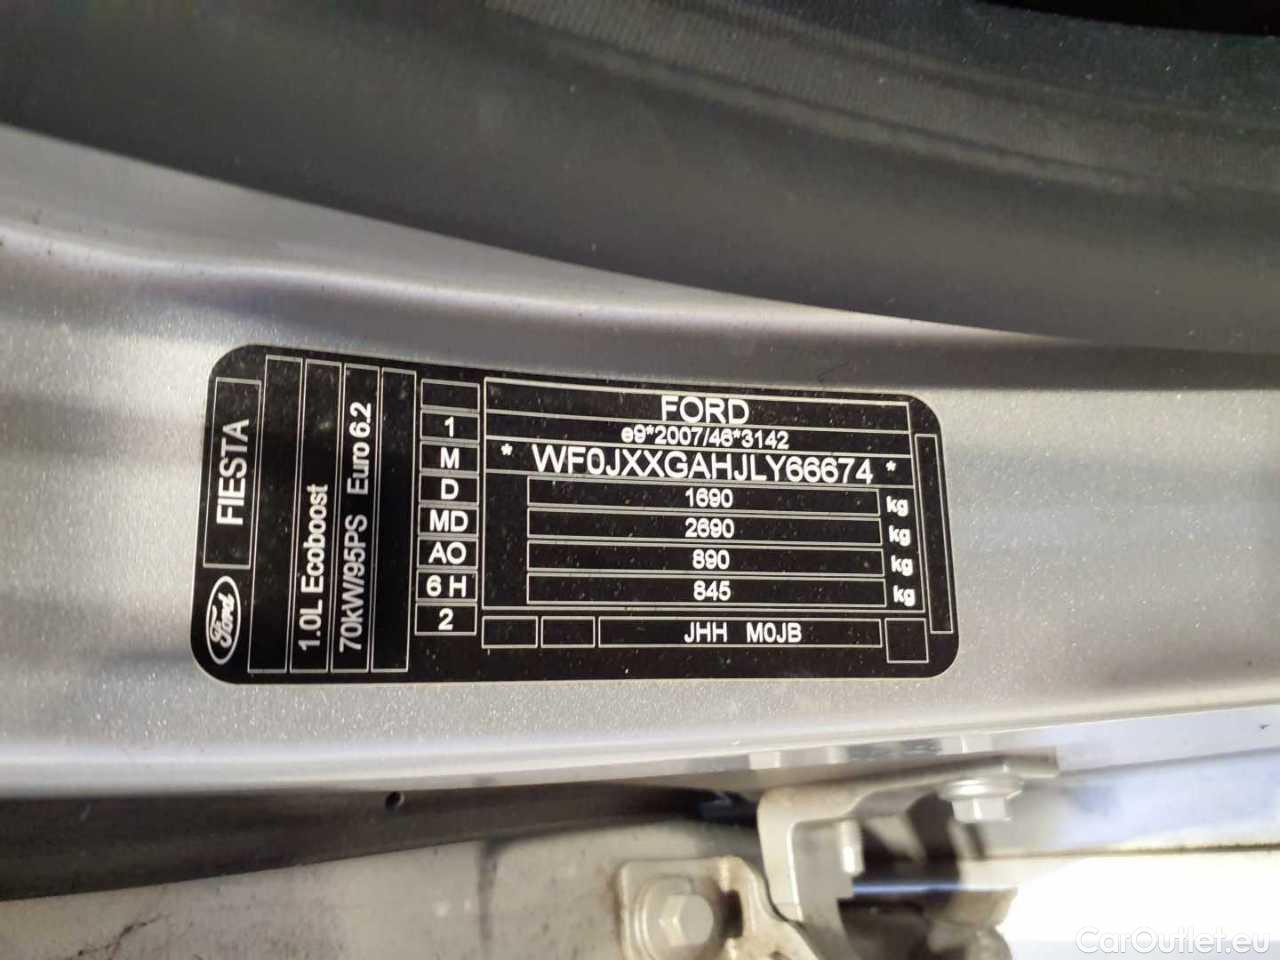 FORD
e9*2007/46*3142
* WF0JXXGAHJLY66674 *
1690 kg
2690 kg
890 kg
845 kg
JHH M0JB
1
M
D
MD
AO
6 H
2
Ford
FIESTA
1.0L Ecoboost
70kW/95PS Euro 6.2
CarOutlet.eu